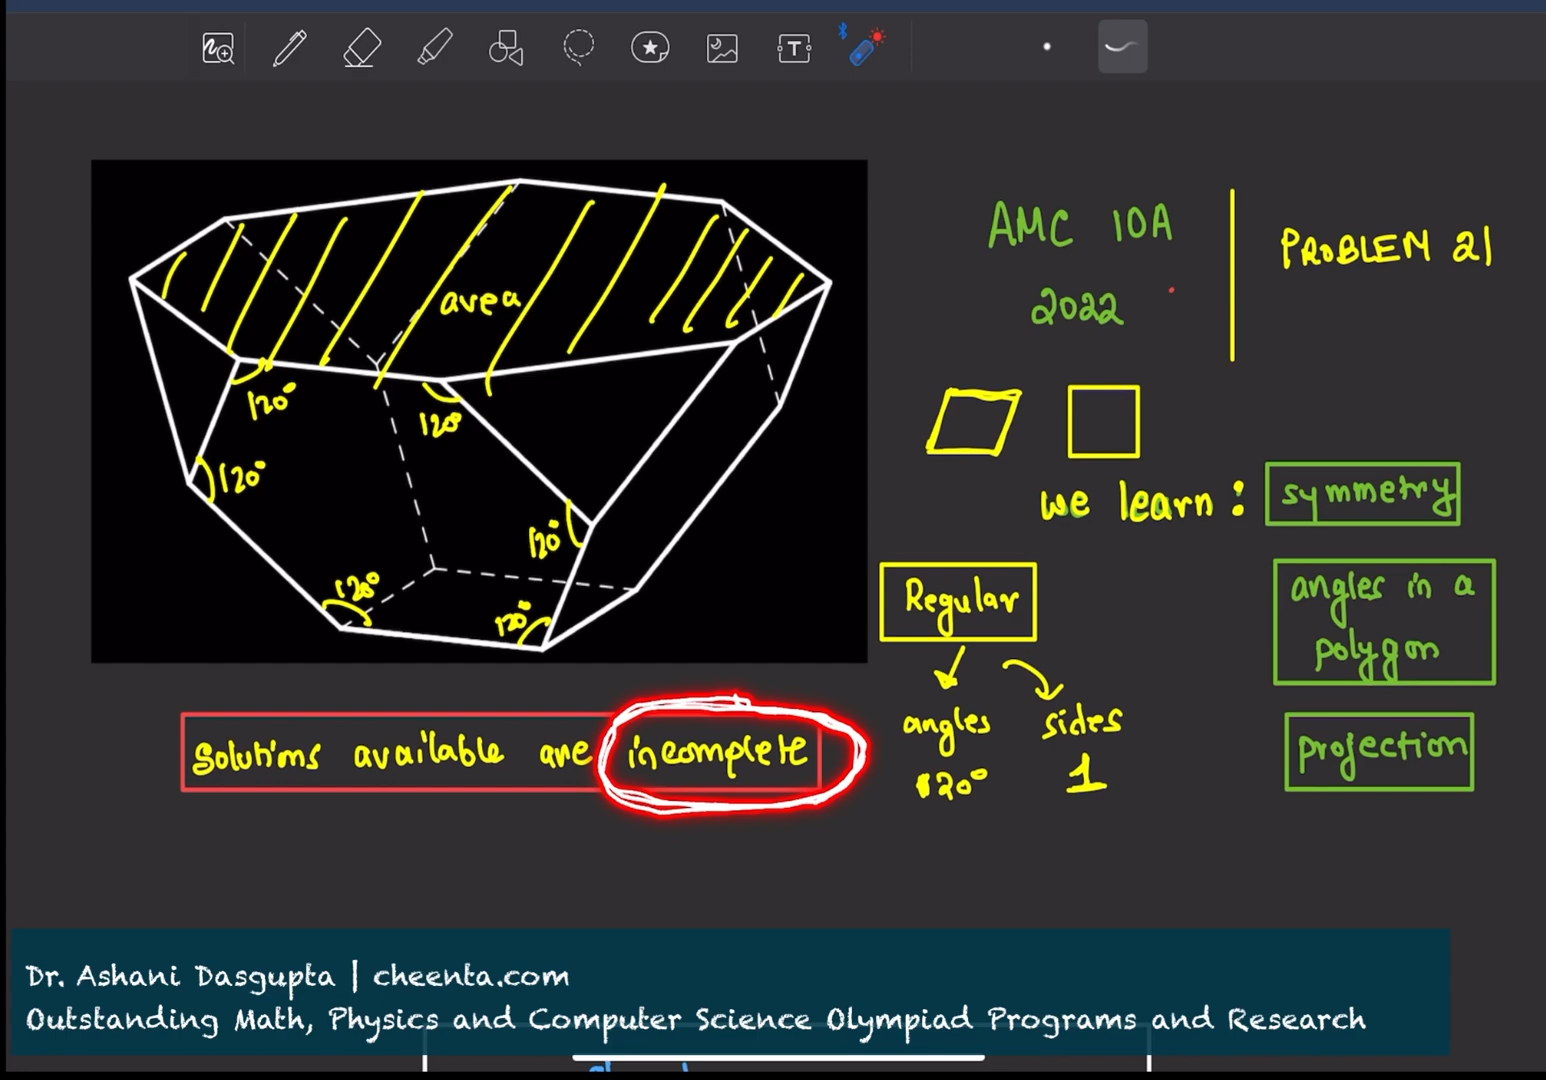 AMC 10A
2022
PROBLEM 21
area
120°
120°
120°
120°
120°
120°
we learn :
symmetry
angles in a
polygon
projection
Regular
angles
120°
sides
1
Solutions available are incomplete
Dr. Ashani Dasgupta | cheenta.com
Outstanding Math, Physics and Computer Science Olympiad Programs and Research